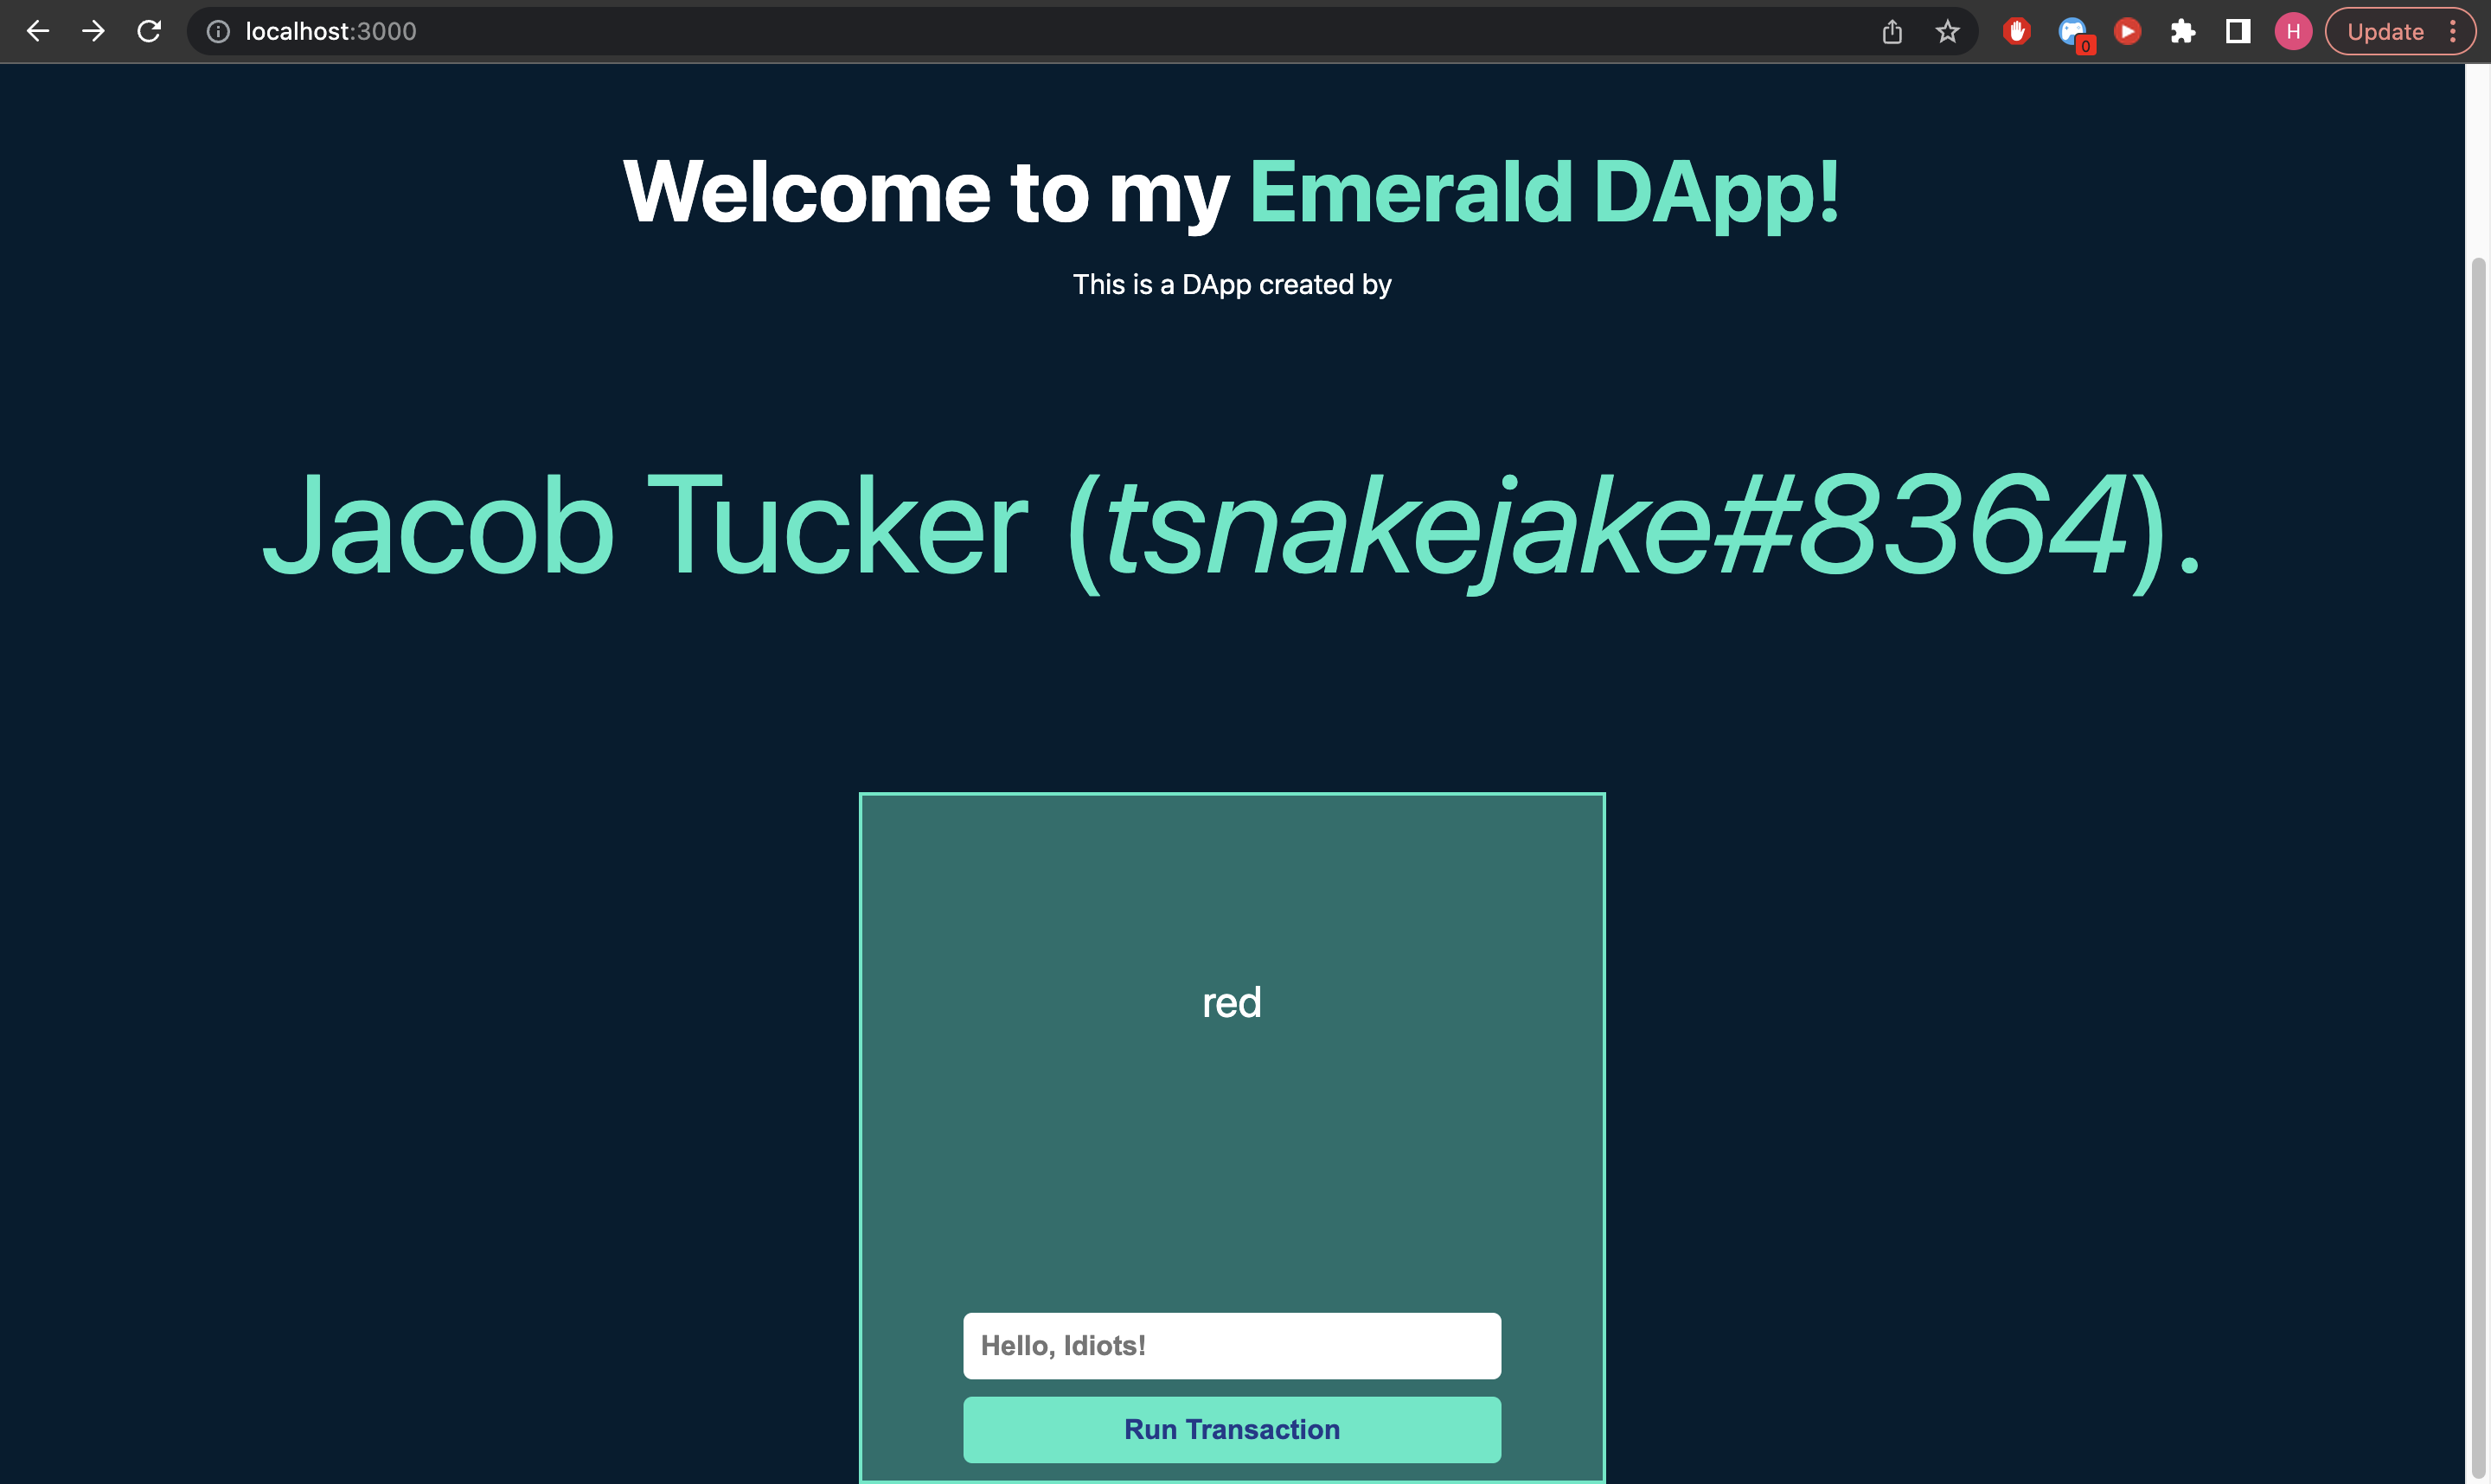 localhost:3000
0
H
Update
Welcome to my Emerald DApp!
This is a DApp created by
Jacob Tucker (tsnakejake#8364).
red
Hello, Idiots!
Run Transaction